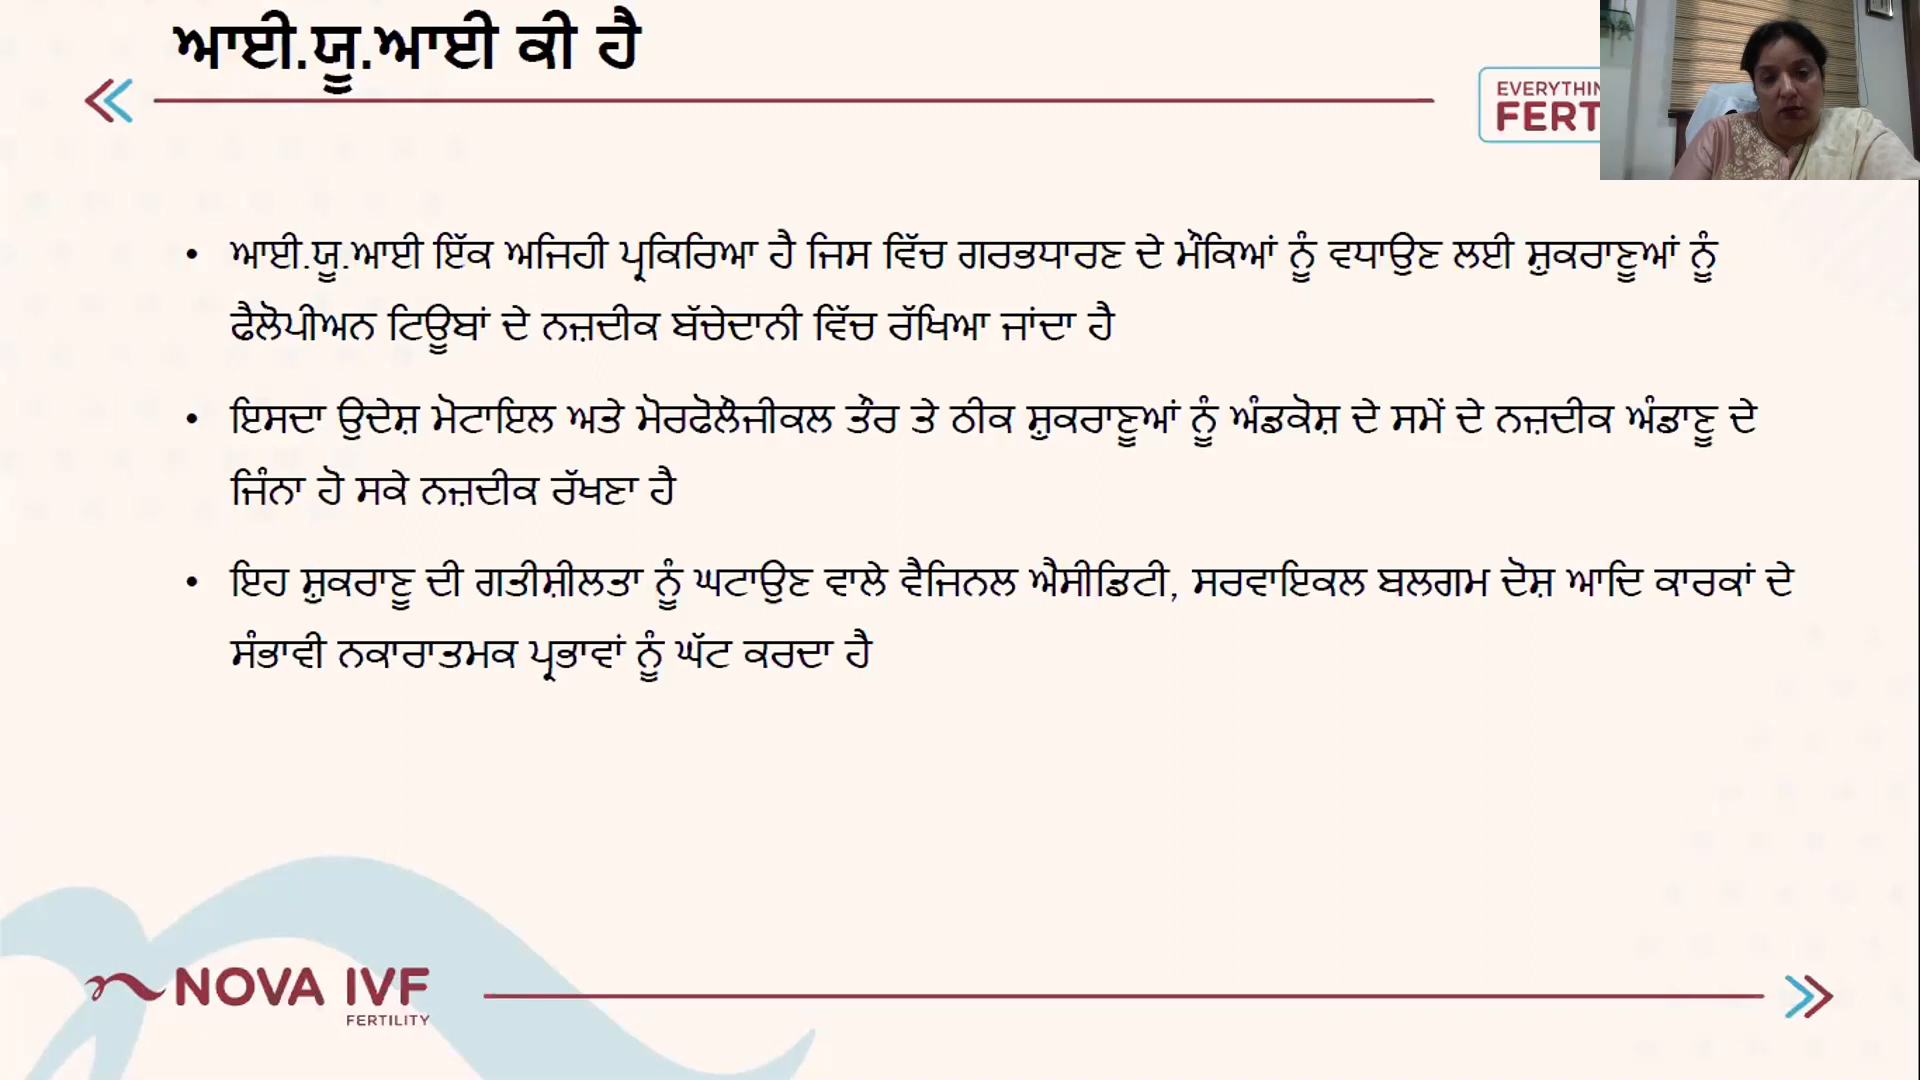 ਆਈ.ਯੂ.ਆਈ ਕੀ ਹੈ
EVERYTHIN
FERT
• ਆਈ.ਯੂ.ਆਈ ਇੱਕ ਅਜਿਹੀ ਪ੍ਰਕਿਰਿਆ ਹੈ ਜਿਸ ਵਿੱਚ ਗਰਭਧਾਰਣ ਦੇ ਮੌਕਿਆਂ ਨੂੰ ਵਧਾਉਣ ਲਈ ਸ਼ੁਕਰਾਣੂਆਂ ਨੂੰ
ਫੈਲੋਪੀਅਨ ਟਿਊਬਾਂ ਦੇ ਨਜ਼ਦੀਕ ਬੱਚੇਦਾਨੀ ਵਿੱਚ ਰੱਖਿਆ ਜਾਂਦਾ ਹੈ
• ਇਸਦਾ ਉਦੇਸ਼ ਮੋਟਾਇਲ ਅਤੇ ਮੋਰਫੋਲੌਜੀਕਲ ਤੌਰ ਤੇ ਠੀਕ ਸ਼ੁਕਰਾਣੂਆਂ ਨੂੰ ਅੰਡਕੋਸ਼ ਦੇ ਸਮੇਂ ਦੇ ਨਜ਼ਦੀਕ ਅੰਡਾਣੂ ਦੇ
ਜਿੰਨਾ ਹੋ ਸਕੇ ਨਜ਼ਦੀਕ ਰੱਖਣਾ ਹੈ
• ਇਹ ਸ਼ੁਕਰਾਣੂ ਦੀ ਗਤੀਸ਼ੀਲਤਾ ਨੂੰ ਘਟਾਉਣ ਵਾਲੇ ਵੈਜਿਨਲ ਐਸੀਡਿਟੀ, ਸਰਵਾਇਕਲ ਬਲਗਮ ਦੋਸ਼ ਆਦਿ ਕਾਰਕਾਂ ਦੇ
ਸੰਭਾਵੀ ਨਕਾਰਾਤਮਕ ਪ੍ਰਭਾਵਾਂ ਨੂੰ ਘੱਟ ਕਰਦਾ ਹੈ
NOVA IVF
FERTILITY